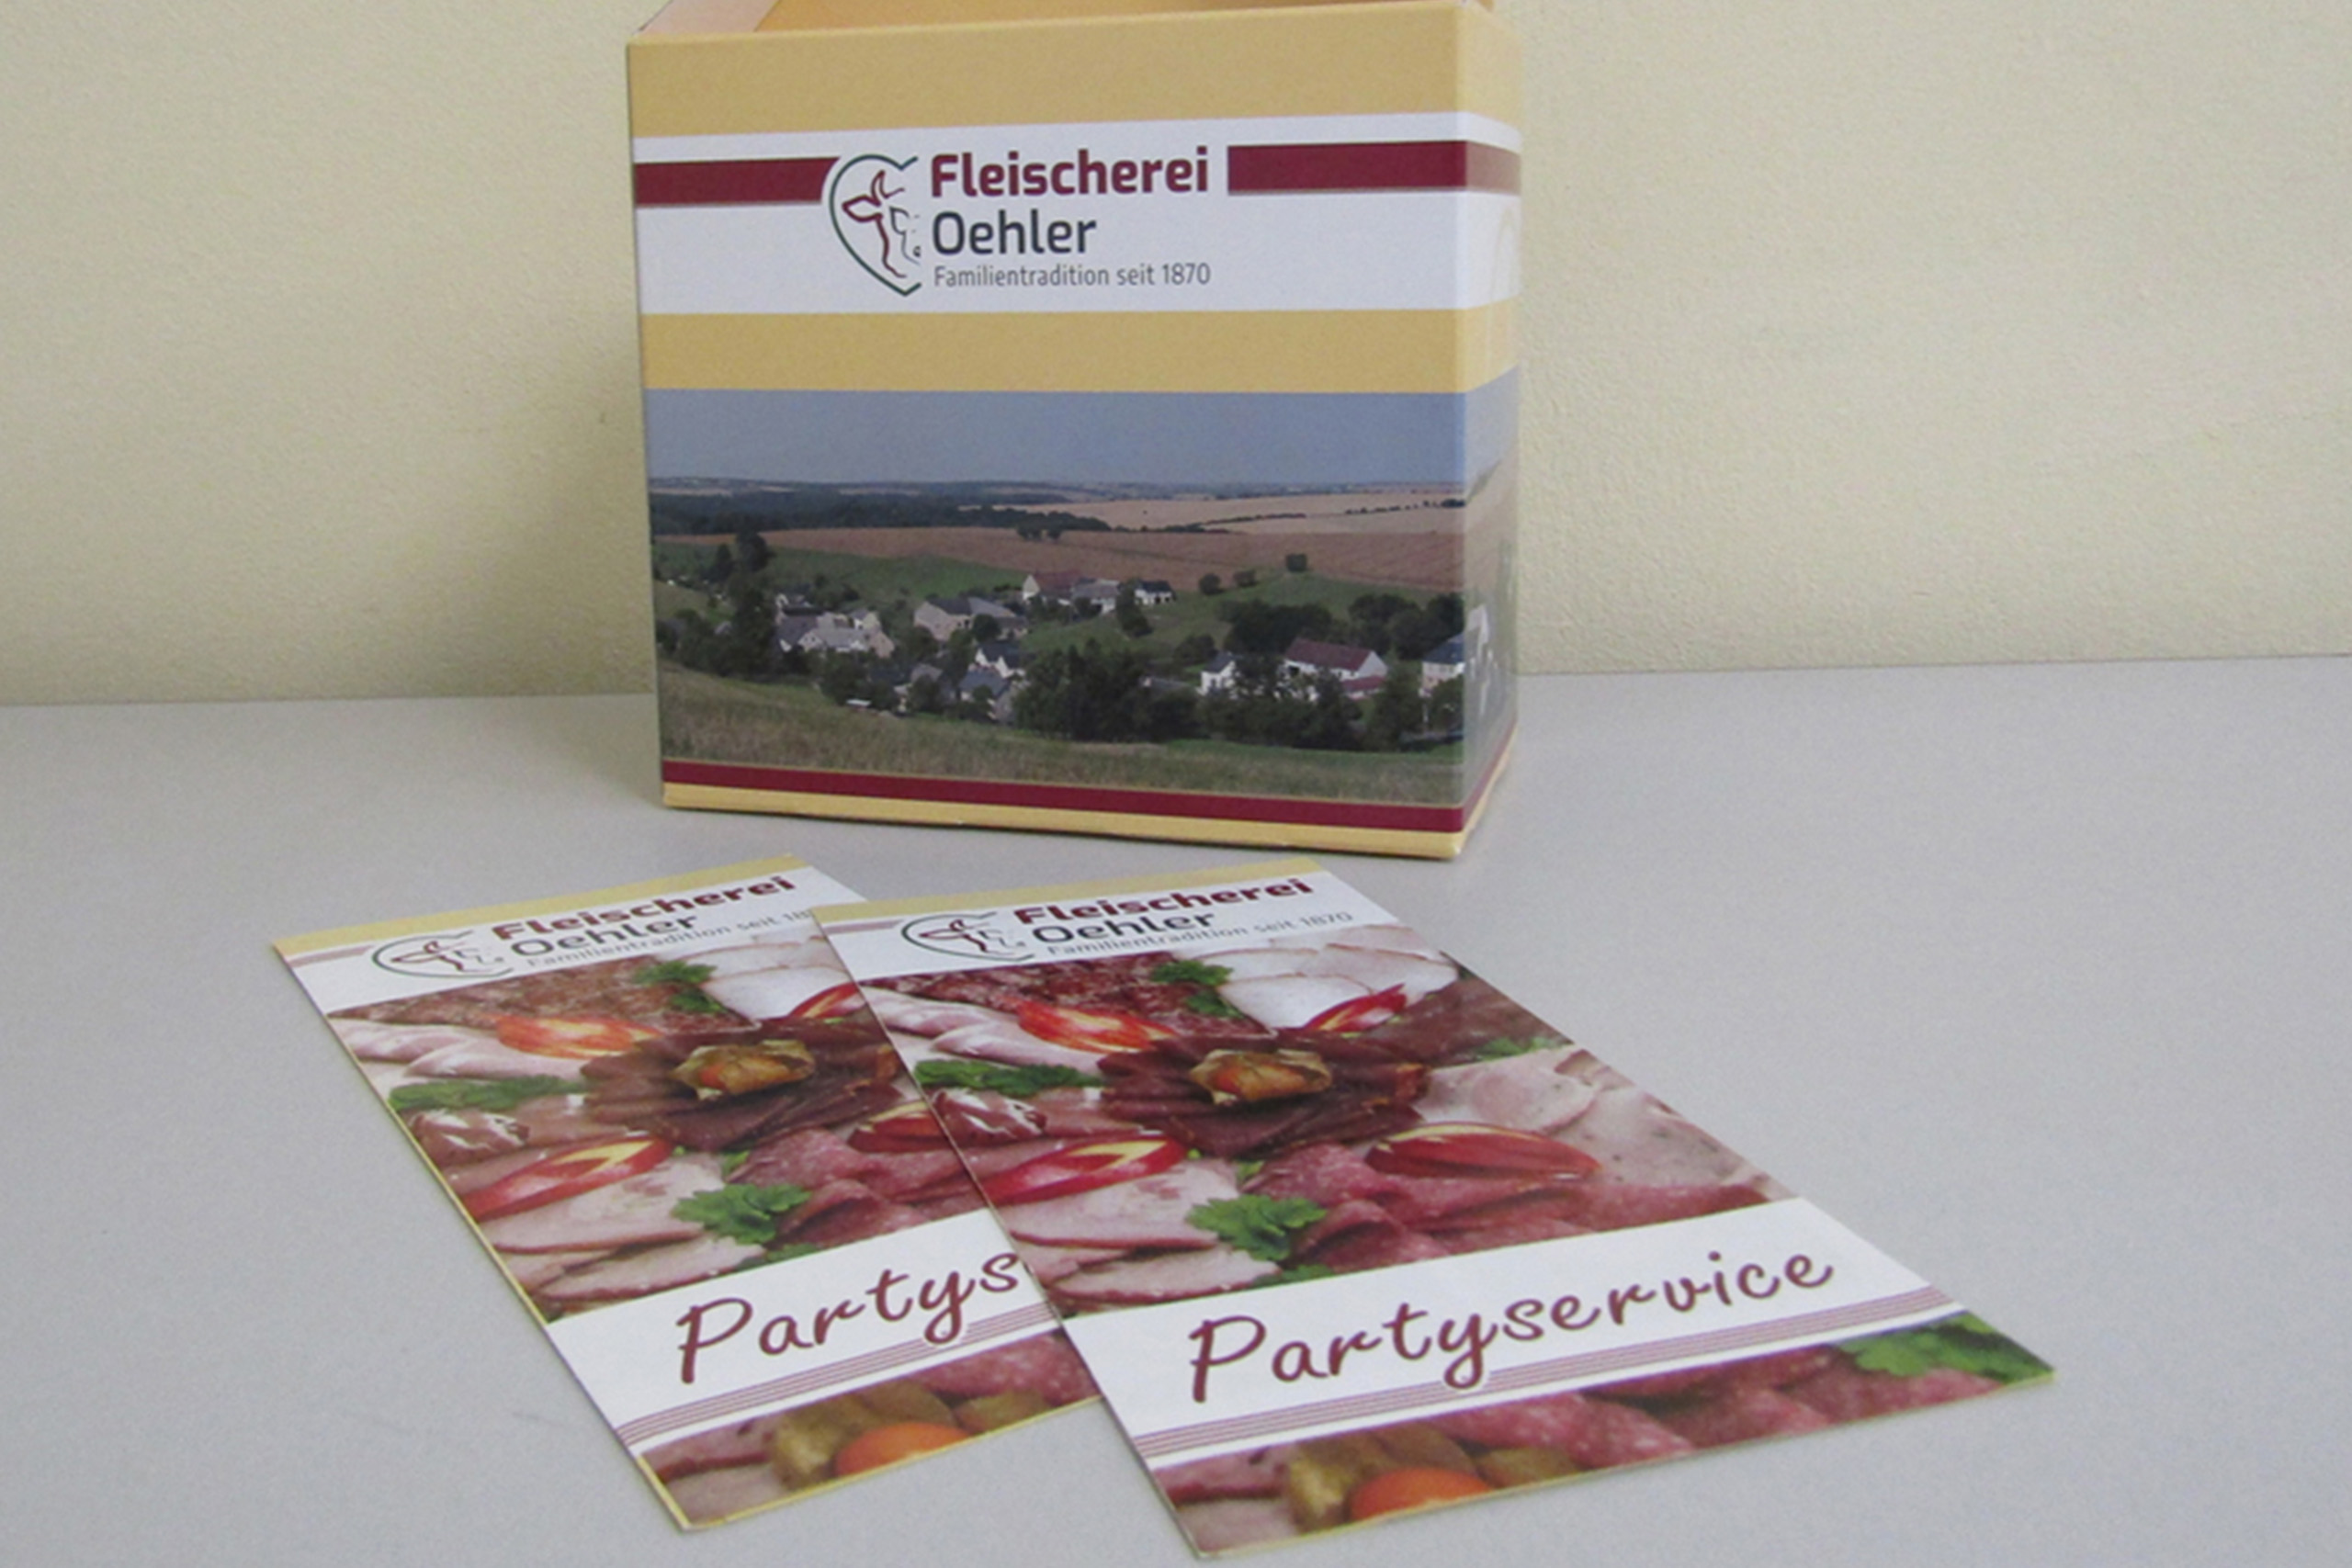 Fleischerei
Oehler
Familientradition seit 1870
Fleischerei
Oehler
Familientradition seit 18
Partys
Fleischerei
Oehler
Familientradition seit 1870
Partyservice